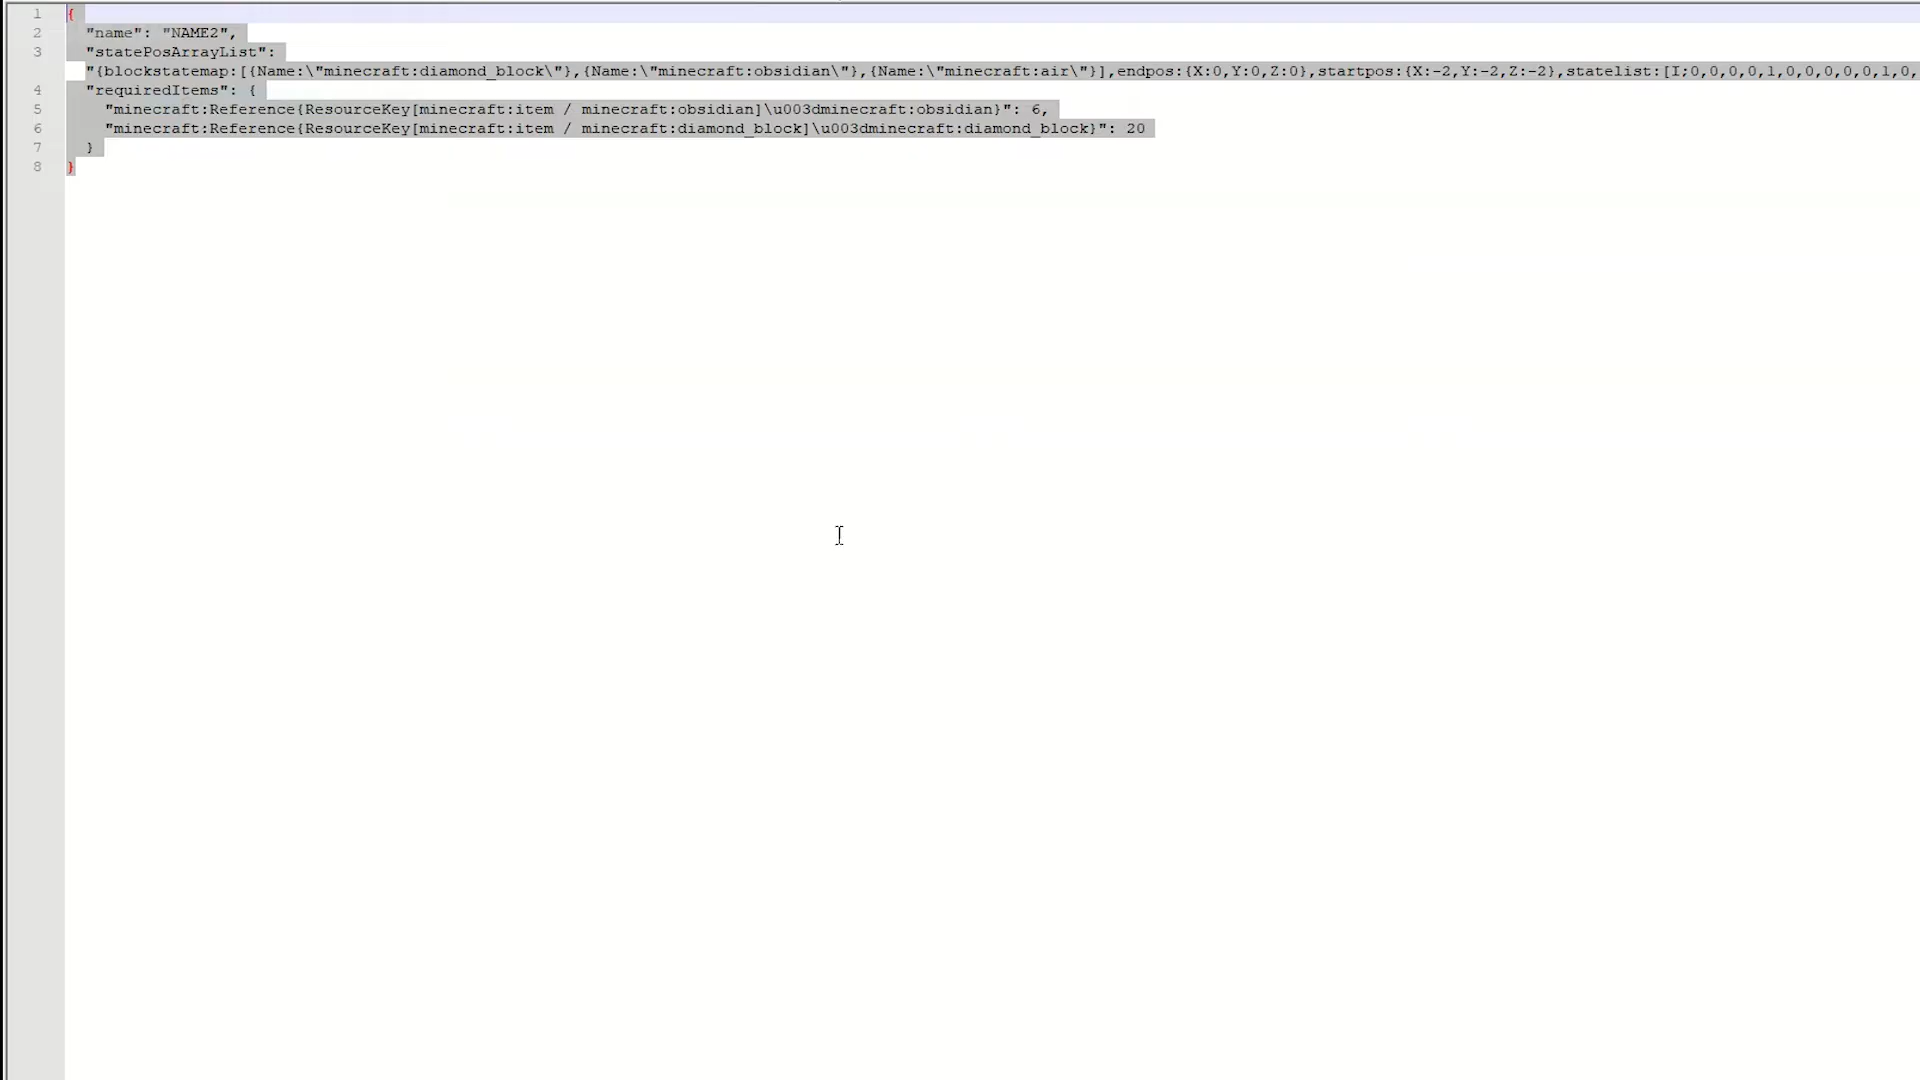 1 {
2 "name": "NAME2",
3 "statePosArrayList":
"{blockstatemap:[{Name:\"minecraft:diamond_block\"},{Name:\"minecraft:obsidian\"},{Name:\"minecraft:air\"}],endpos:{X:0,Y:0,Z:0},startpos:{X:-2,Y:-2,Z:-2},statelist:[I;0,0,0,0,1,0,0,0,0,0,1,0,
4 "requiredItems": {
5 "minecraft:Reference{ResourceKey[minecraft:item / minecraft:obsidian]\u003dminecraft:obsidian}": 6,
6 "minecraft:Reference{ResourceKey[minecraft:item / minecraft:diamond_block]\u003dminecraft:diamond_block}": 20
7 }
8 }